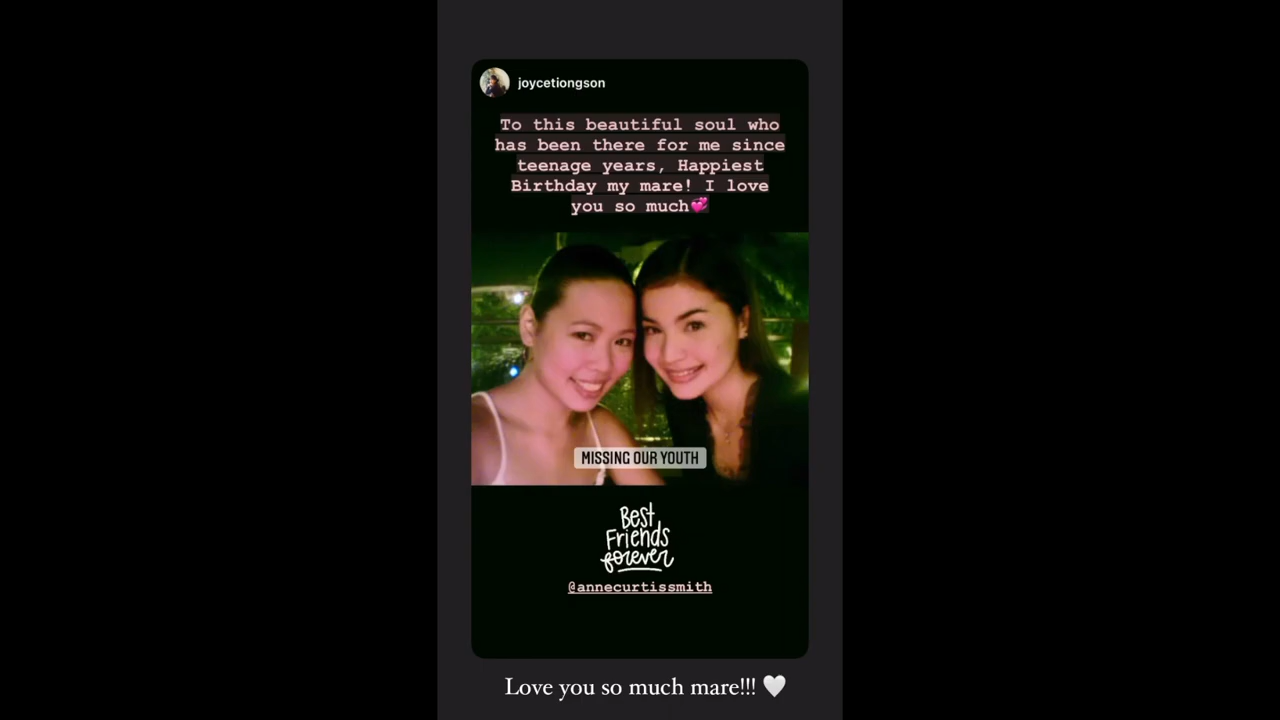 joycetiongson
To this beautiful soul who
has been there for me since
teenage years, Happiest
Birthday my mare! I love
you so much💞
MISSING OUR YOUTH
Best
Friends
forever
@annecurtissmith
Love you so much mare!!! 🤍